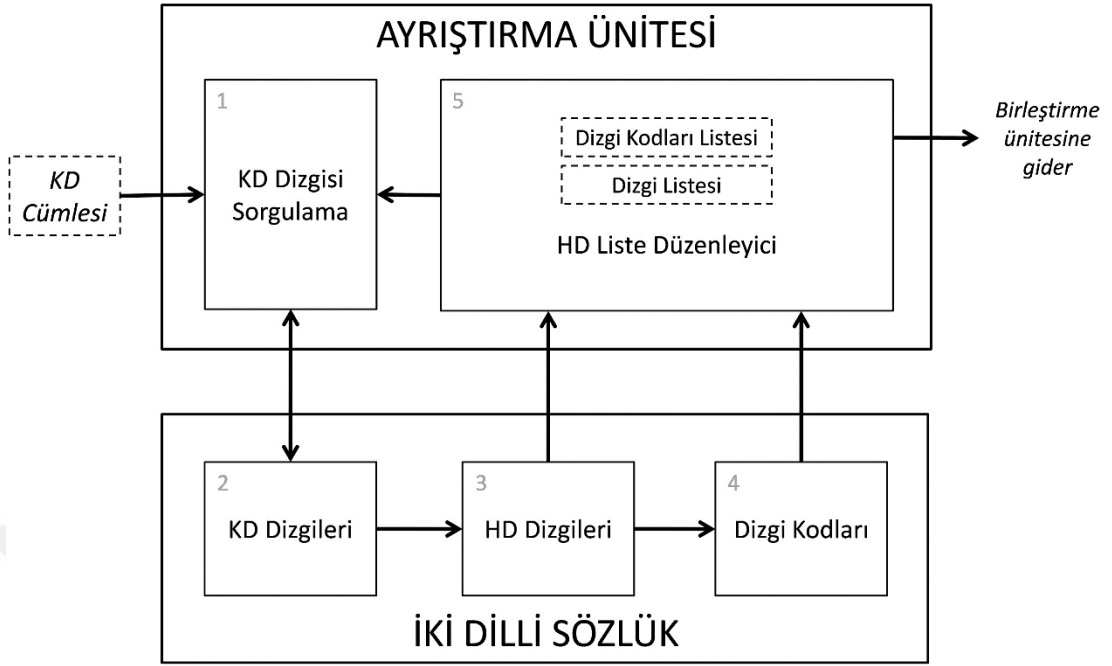 AYRIŞTIRMA ÜNİTESİ
1
5
Dizgi Kodları Listesi
Birleştirme
ünitesine
gider
KD
Cümlesi
KD Dizgisi
Sorgulama
Dizgi Listesi
HD Liste Düzenleyici
2
3
4
KD Dizgileri
HD Dizgileri
Dizgi Kodları
İKİ DİLLİ SÖZLÜK